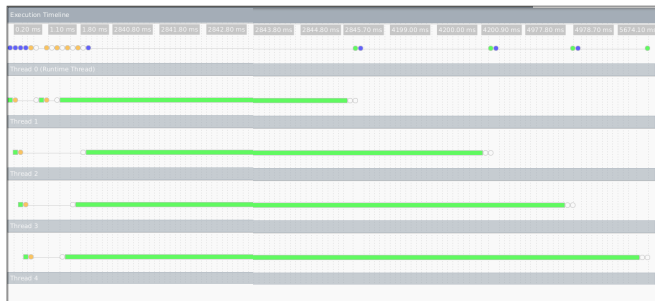 Execution Timeline
0.20 ms 1.10 ms 1.80 ms 2840.80 ms 2841.80 ms 2842.80 ms 2843.80 ms 2844.80 ms 2845.70 ms 4199.00 ms 4200.00 ms 4200.90 ms 4977.80 ms 4978.70 ms 5674.10 ms
Thread 0 (Runtime Thread)
Thread 1
Thread 2
Thread 3
Thread 4